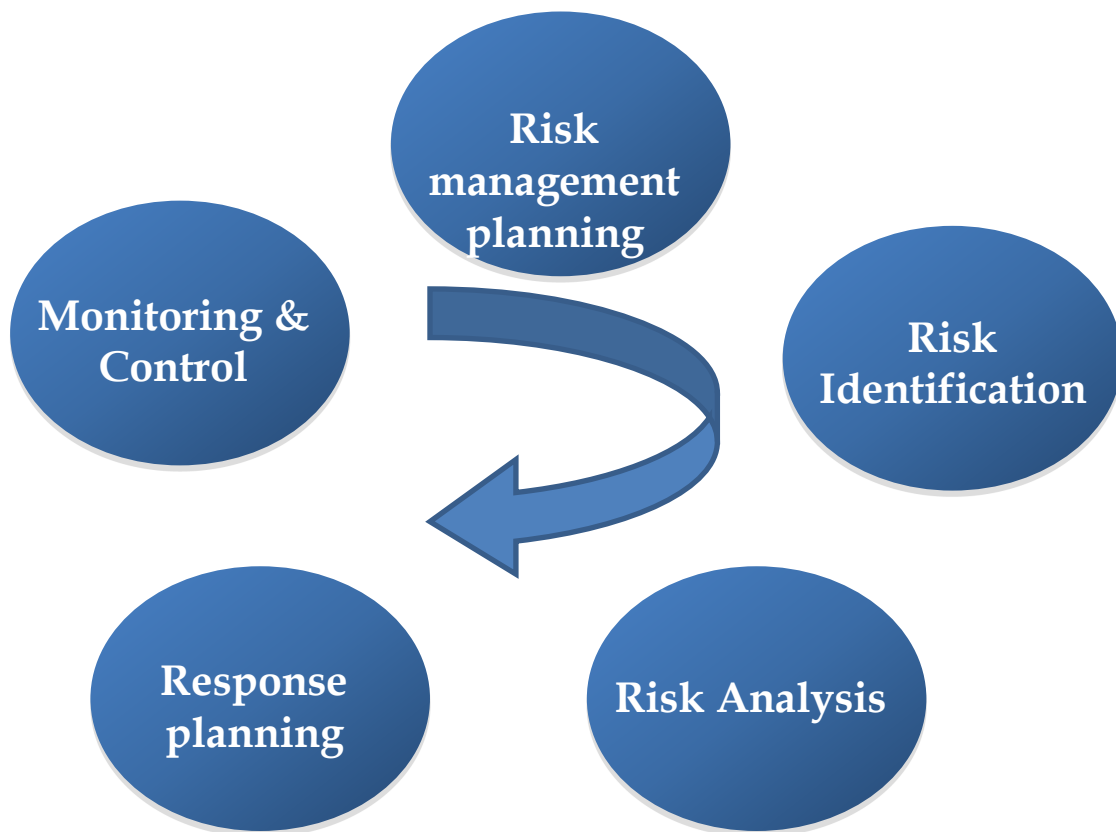 Risk
management
planning
Risk
Identification
Risk Analysis
Response
planning
Monitoring &
Control